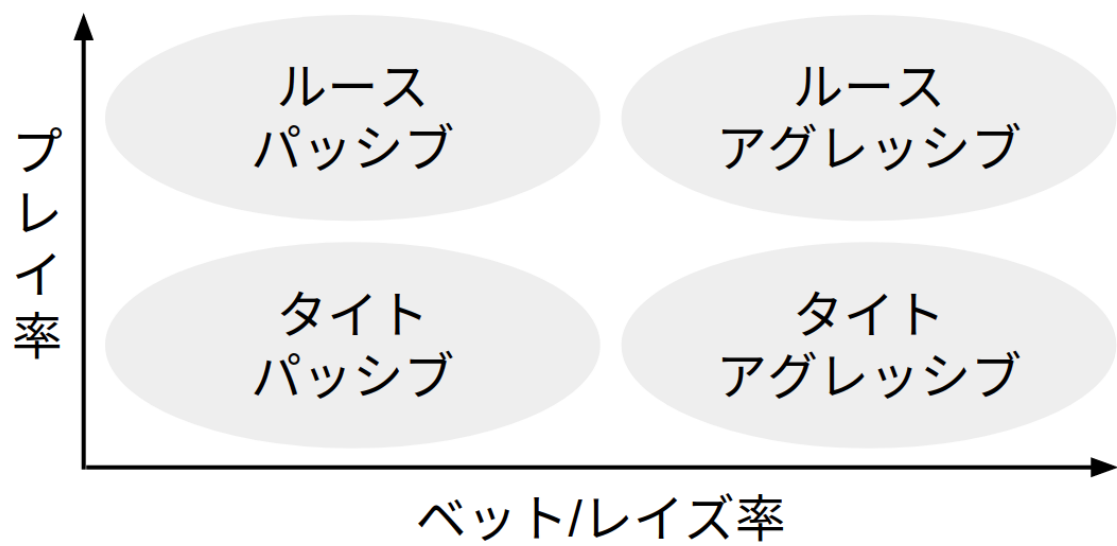 プレイ率
ルース
パッシブ
ルース
アグレッシブ
タイト
パッシブ
タイト
アグレッシブ
ベット/レイズ率